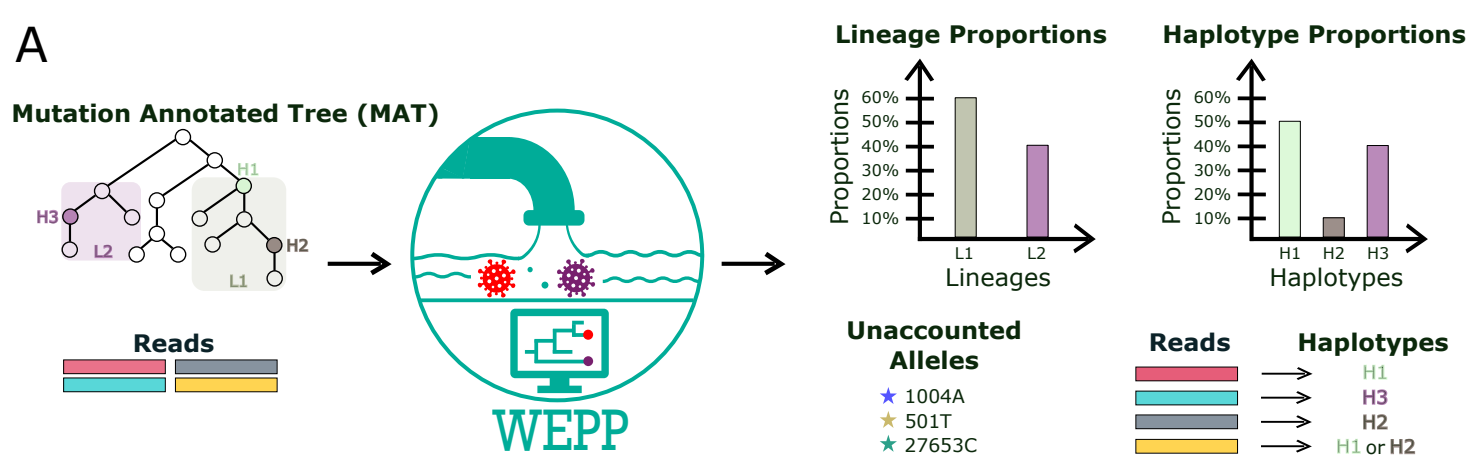 A
Mutation Annotated Tree (MAT)
H1
H3
L2
H2
L1
Reads
WEPP
Lineage Proportions
Proportions
60%
50%
40%
30%
20%
10%
L1
L2
Lineages
Haplotype Proportions
Proportions
60%
50%
40%
30%
20%
10%
H1
H2
H3
Haplotypes
Unaccounted
Alleles
1004A
501T
27653C
Reads
Haplotypes
H1
H3
H2
H1 or H2